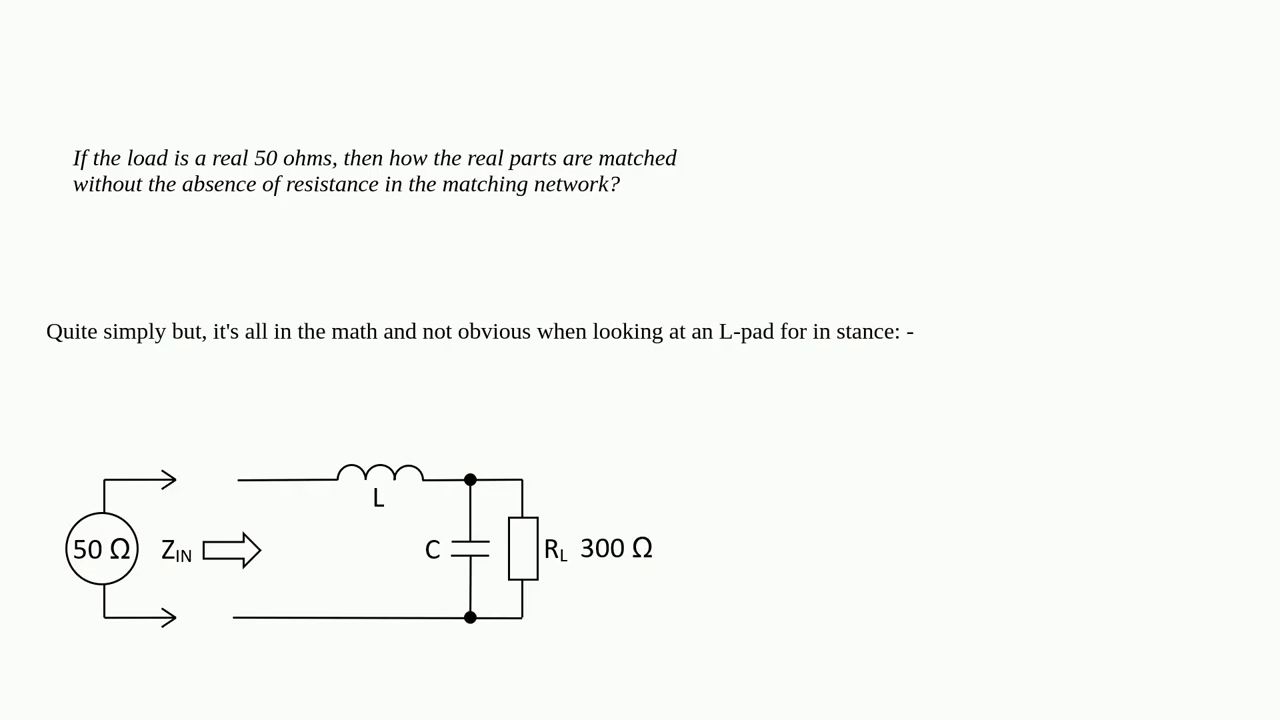 If the load is a real 50 ohms, then how the real parts are matched
without the absence of resistance in the matching network?
Quite simply but, it's all in the math and not obvious when looking at an L-pad for in stance: -
L
50 Ω
ZIN
C
RL 300 Ω